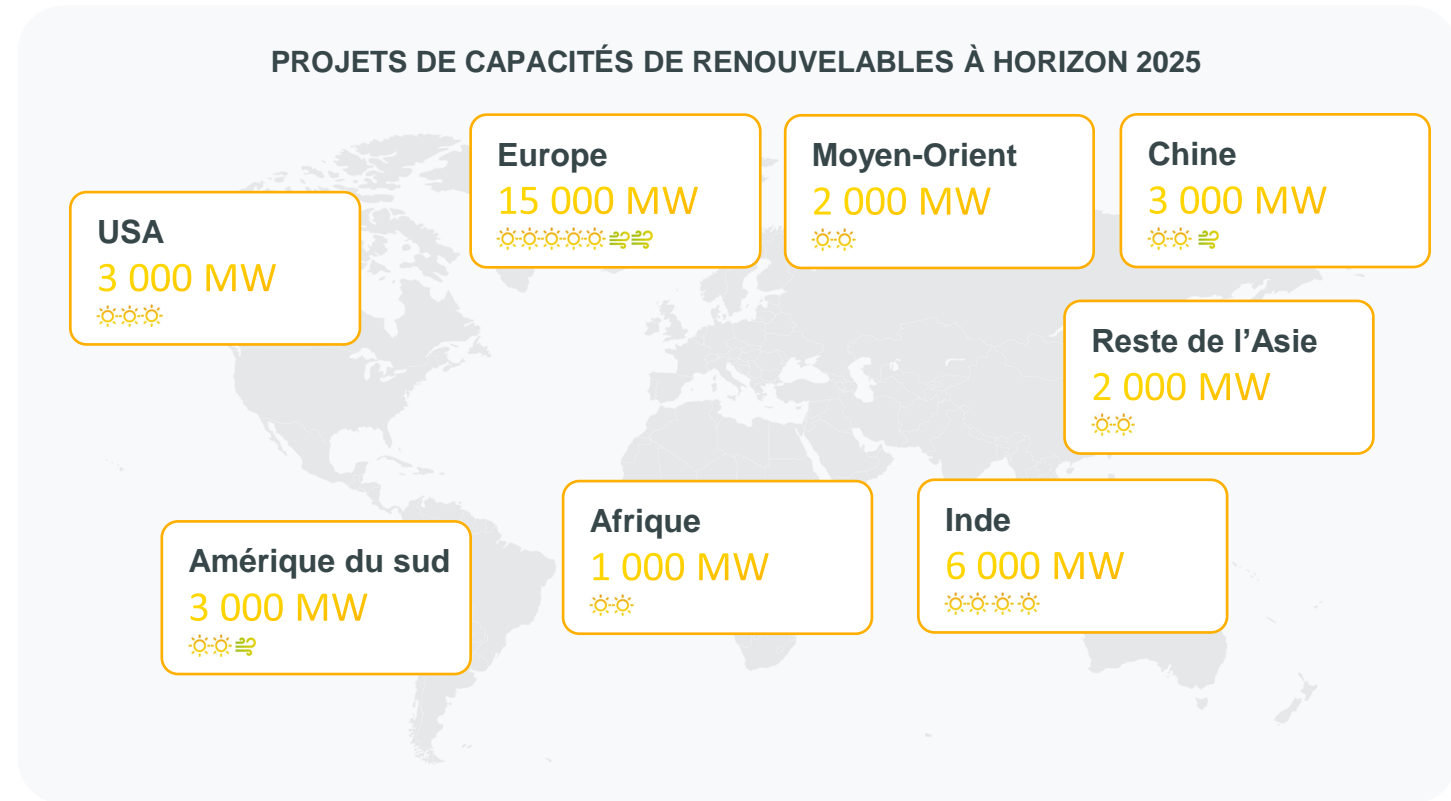 PROJETS DE CAPACITÉS DE RENOUVELABLES À HORIZON 2025
Europe
15 000 MW
Moyen-Orient
2 000 MW
Chine
3 000 MW
USA
3 000 MW
Reste de l’Asie
2 000 MW
Afrique
1 000 MW
Inde
6 000 MW
Amérique du sud
3 000 MW